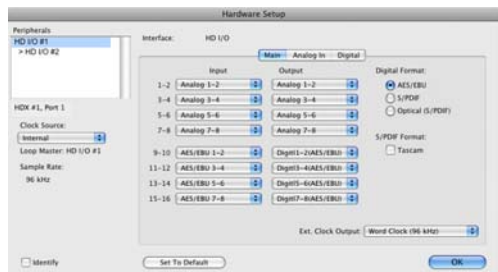 Hardware Setup
Peripherals
HD I/O #1
> HD I/O #2
HDX #1, Port 1
Clock Source:
Internal
Loop Master: HD I/O #1
Sample Rate:
96 kHz
Identify
Interface: HD I/O
Main Analog In Digital
Input Output
1-2 Analog 1-2 Analog 1-2
3-4 Analog 3-4 Analog 3-4
5-6 Analog 5-6 Analog 5-6
7-8 Analog 7-8 Analog 7-8
9-10 AES/EBU 1-2 Digitl1-2(AES/EBU)
11-12 AES/EBU 3-4 Digitl3-4(AES/EBU)
13-14 AES/EBU 5-6 Digitl5-6(AES/EBU)
15-16 AES/EBU 7-8 Digitl7-8(AES/EBU)
Digital Format:
AES/EBU
S/PDIF
Optical (S/PDIF)
S/PDIF Format:
Tascam
Ext. Clock Output: Word Clock (96 kHz)
Set To Default
OK